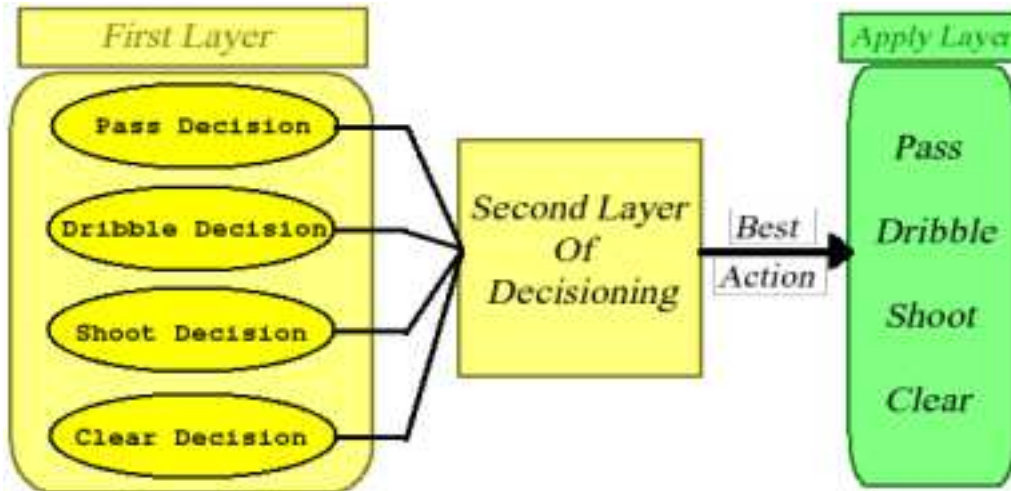 First Layer
Pass Decision
Dribble Decision
Shoot Decision
Clear Decision
Second Layer
Of
Decisioning
Best
Action
Apply Layer
Pass
Dribble
Shoot
Clear